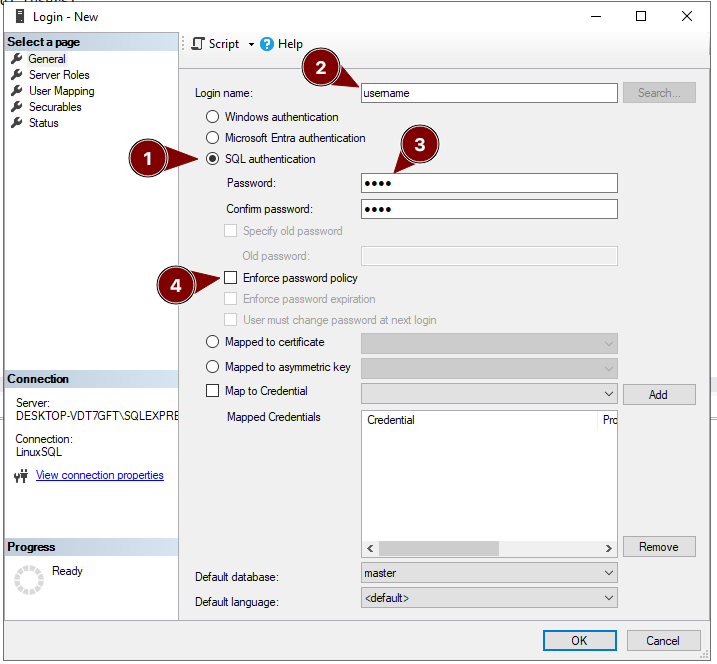 Login - New
Select a page
General
Server Roles
User Mapping
Securables
Status
Script
Help
2
Login name:
username
Search...
Windows authentication
Microsoft Entra authentication
1
SQL authentication
3
Password:
••••
Confirm password:
••••
Specify old password
Old password:
4
Enforce password policy
Enforce password expiration
User must change password at next login
Mapped to certificate
Mapped to asymmetric key
Map to Credential
Add
Mapped Credentials
Credential
Pro
Remove
Default database:
master
Default language:
<default>
Connection
Server:
DESKTOP-VDT7GFT\SQLEXPRE
Connection:
LinuxSQL
View connection properties
Progress
Ready
OK
Cancel